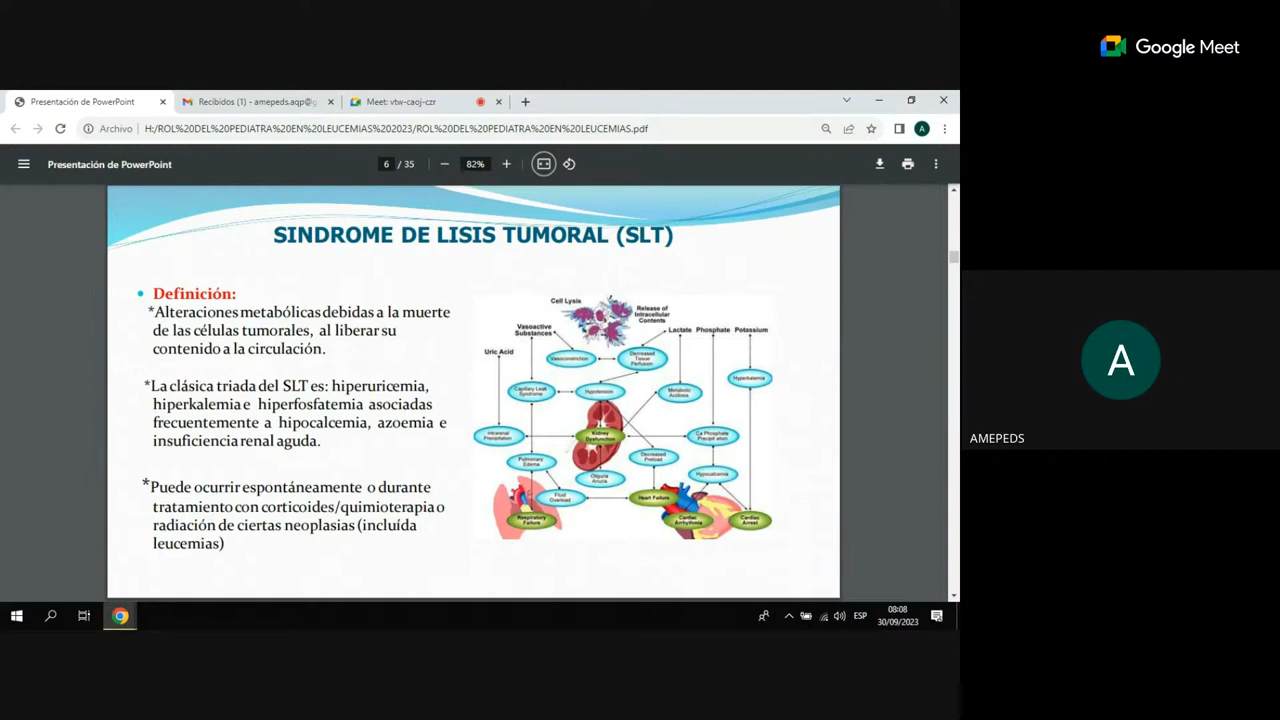 Google Meet
Presentación de PowerPoint
Recibidos (1) - amepeds.aqp@g
Meet: vtw-caoj-czr
Archivo
H:/ROL%20DEL%20PEDIATRA%20EN%20LEUCEMIAS%202023/ROL%20DEL%20PEDIATRA%20EN%20LEUCEMIAS.pdf
A
Presentación de PowerPoint
6 / 35
82%
SINDROME DE LISIS TUMORAL (SLT)
• Definición:
*Alteraciones metabólicas debidas a la muerte
de las células tumorales, al liberar su
contenido a la circulación.
*La clásica triada del SLT es: hiperuricemia,
hiperkalemia e hiperfosfatemia asociadas
frecuentemente a hipocalcemia, azoemia e
insuficiencia renal aguda.
*Puede ocurrir espontáneamente o durante
tratamiento con corticoides/quimioterapia o
radiación de ciertas neoplasias (incluída
leucemias)
Cell Lysis
Release of
Intracellular
Contents
Vasoactive
Substances
Lactate Phosphate Potassium
Uric Acid
Vasoconstriction
Decreased
Tissue
Perfusion
Hyperkalemia
Capillary Leak
Syndrome
Hypotension
Metabolic
Acidosis
Intrarenal
Precipitation
Kidney
Dysfunction
Ca Phosphate
Precipitation
Pulmonary
Edema
Decreased
Preload
Oliguria
Anuria
Hypocalcemia
Fluid
Overload
Heart Failure
Respiratory
Failure
Cardiac
Arrhythmia
Cardiac
Arrest
A
AMEPEDS
ESP
08:08
30/09/2023